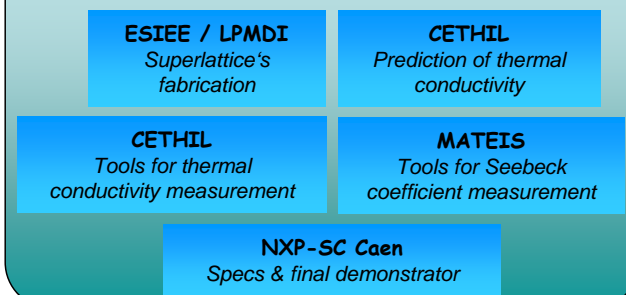 ESIEE / LPMDI
Superlattice‘s
fabrication
CETHIL
Prediction of thermal
conductivity
CETHIL
Tools for thermal
conductivity measurement
MATEIS
Tools for Seebeck
coefficient measurement
NXP-SC Caen
Specs & final demonstrator